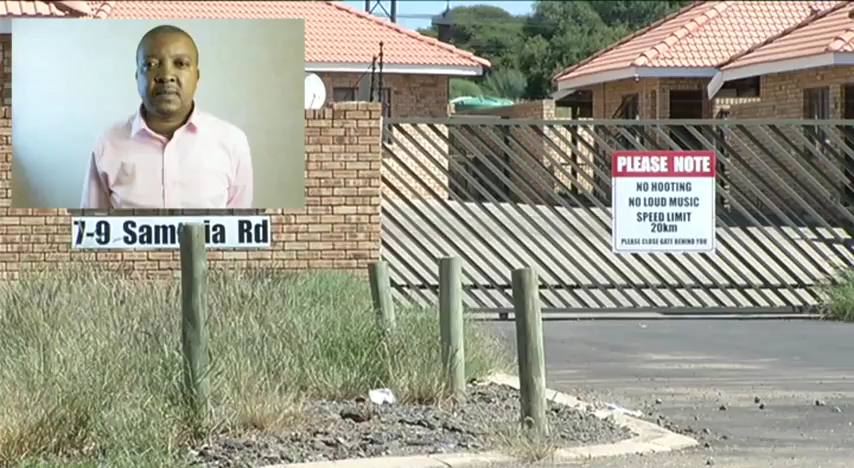 7-9 Rd
PLEASE NOTE
NO HOOTING
NO LOUD MUSIC
SPEED LIMIT
20km
PLEASE CLOSE GATE BEHIND YOU